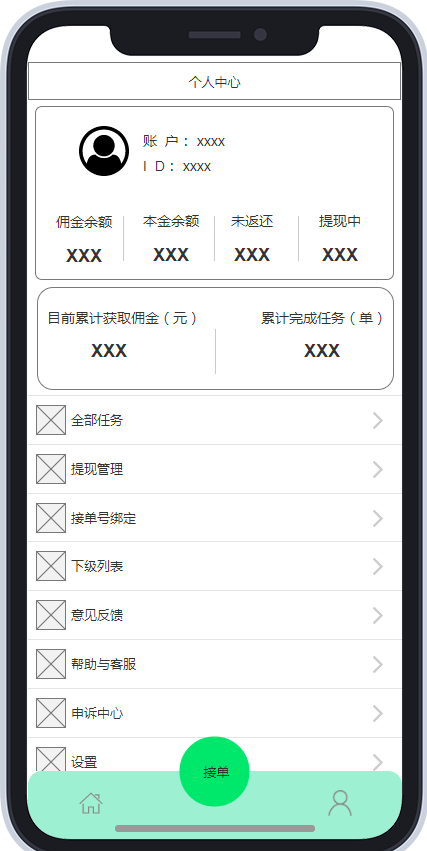 个人中心
账 户： xxxx
I D： xxxx
佣金余额 本金余额 未返还 提现中
XXX XXX XXX XXX
目前累计获取佣金（元） 累计完成任务（单）
XXX XXX
全部任务
提现管理
接单号绑定
下级列表
意见反馈
帮助与客服
申诉中心
设置
接单